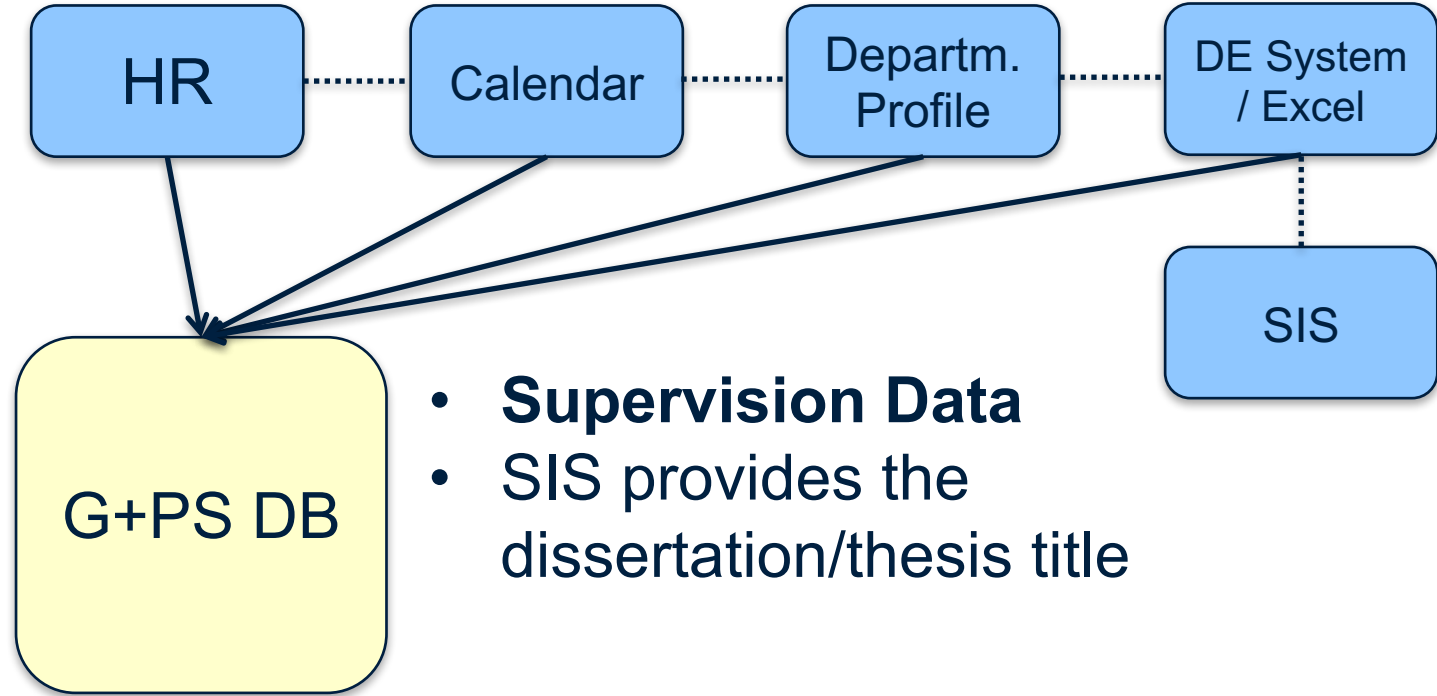 HR
Calendar
Departm.
Profile
DE System
/ Excel
SIS
G+PS DB
• Supervision Data
• SIS provides the
dissertation/thesis title